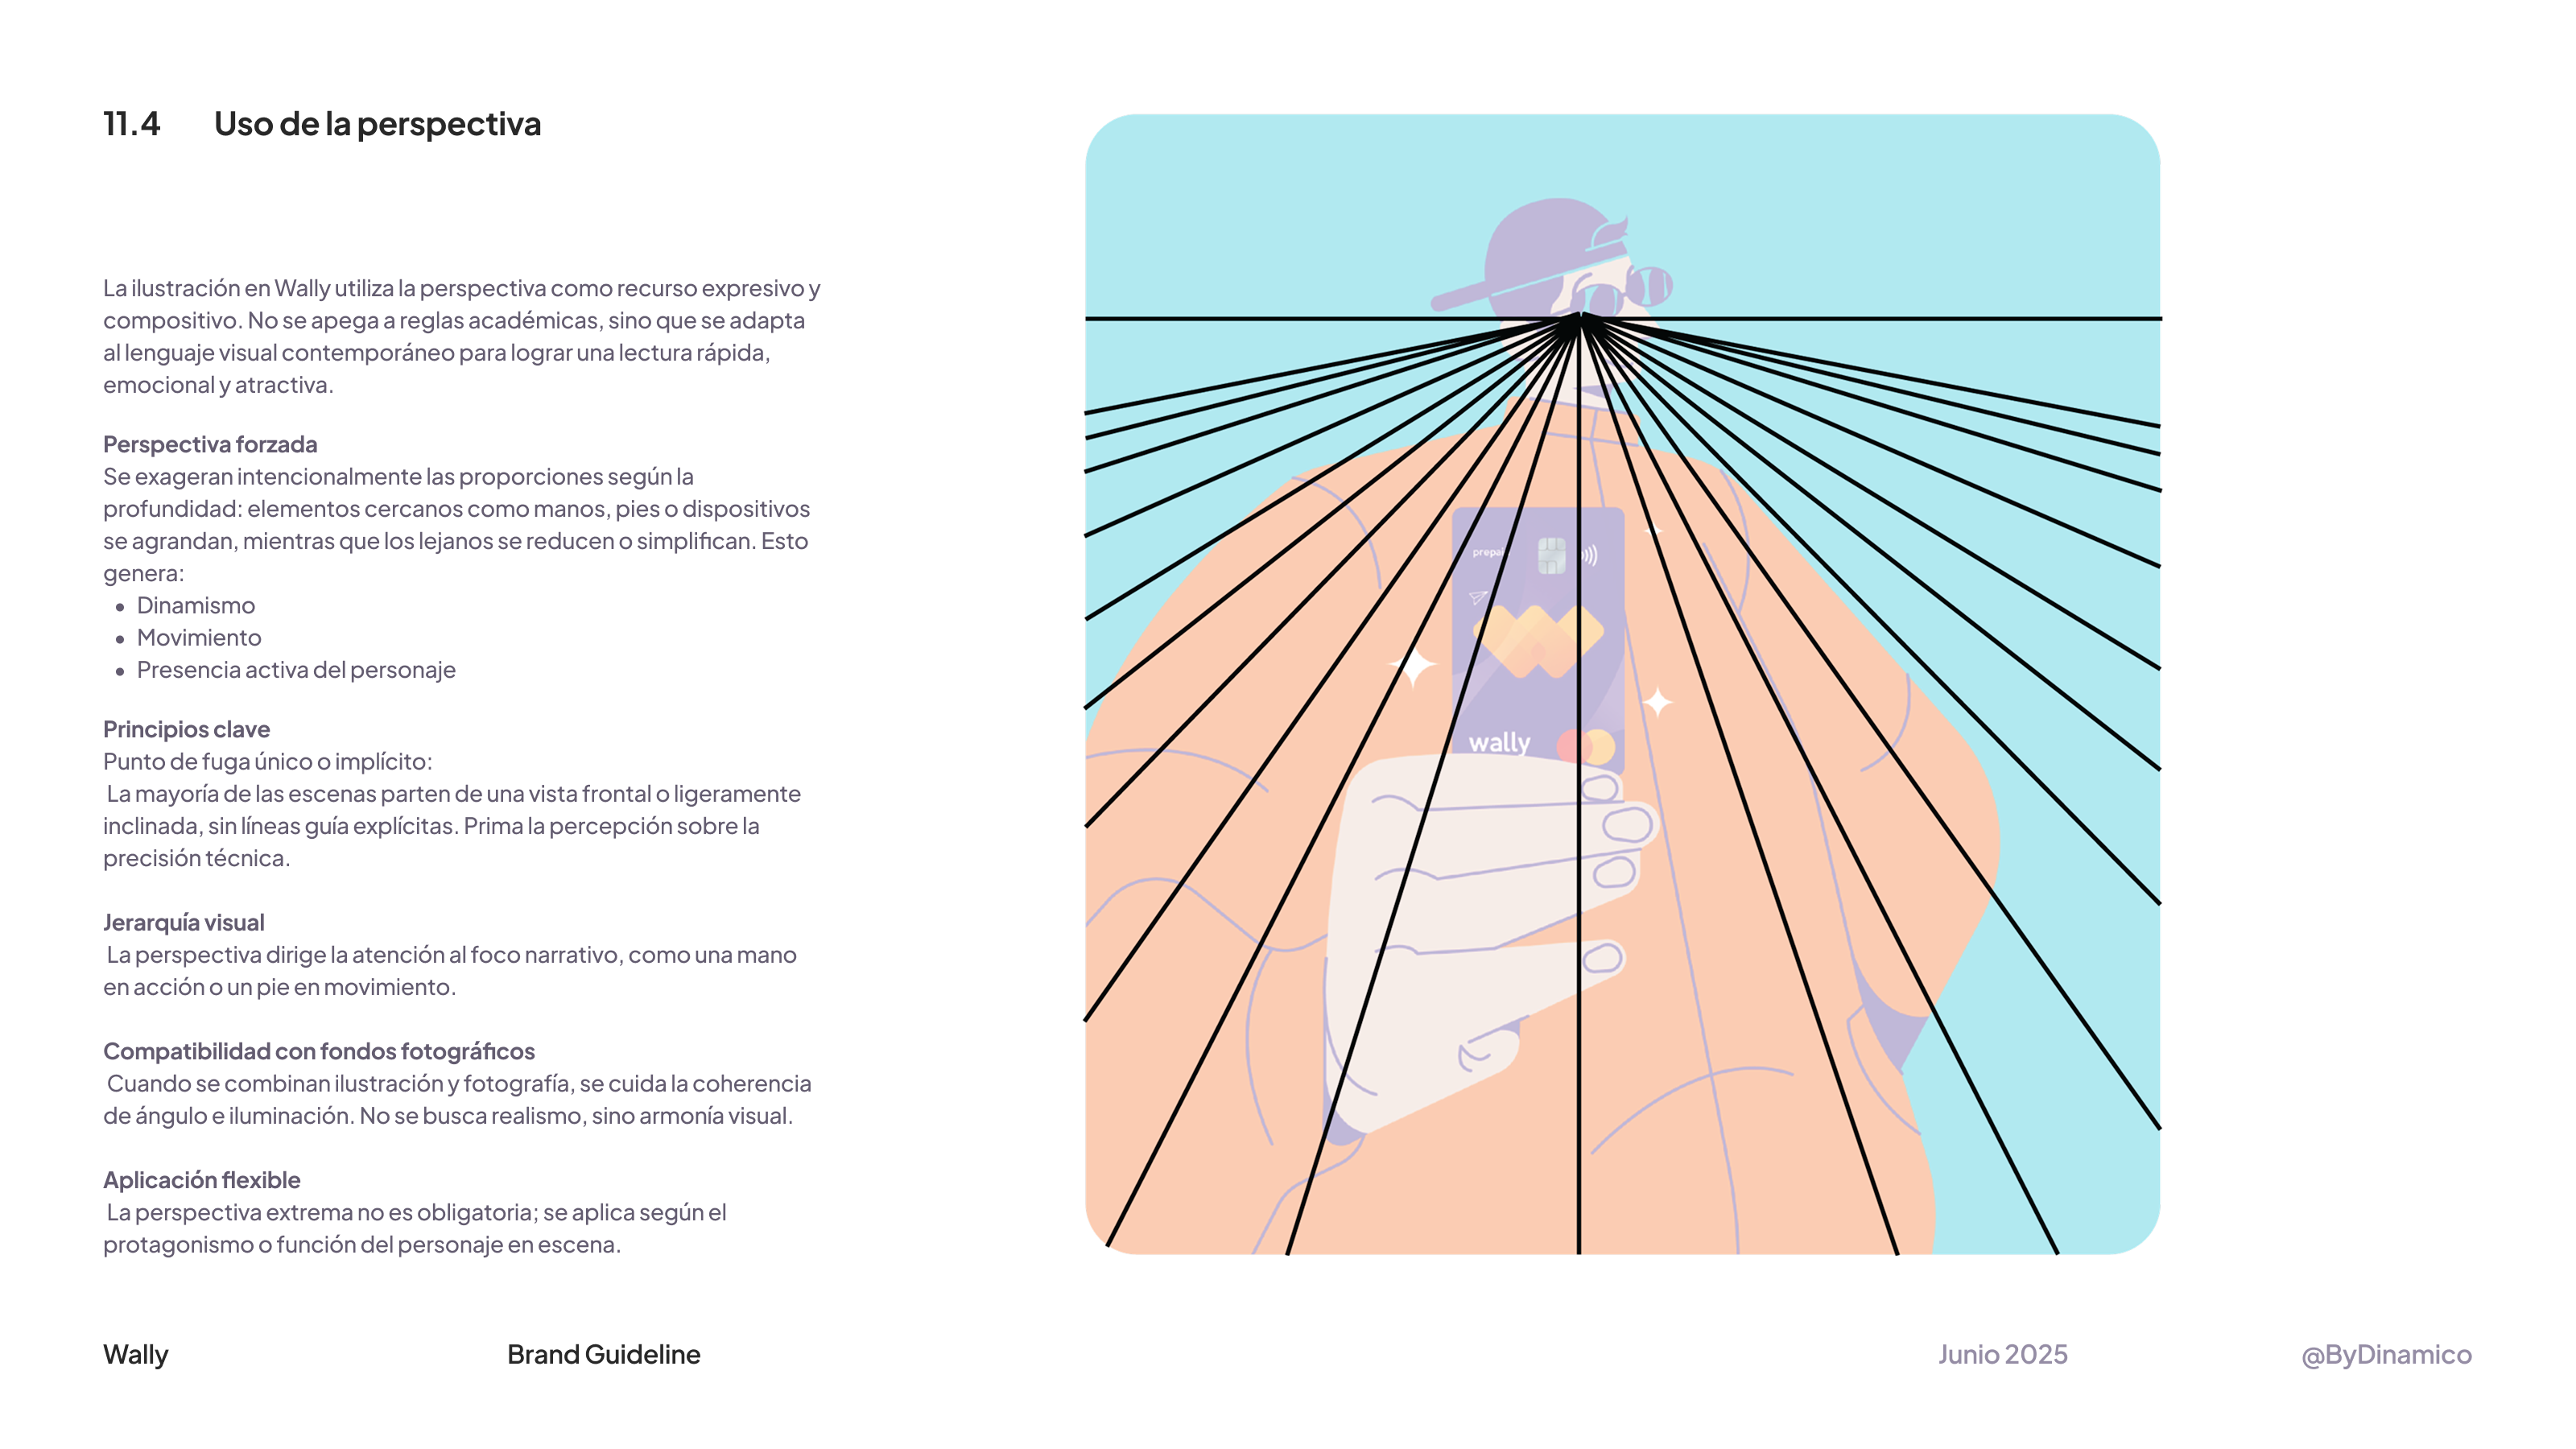 11.4 Uso de la perspectiva
La ilustración en Wally utiliza la perspectiva como recurso expresivo y
compositivo. No se apega a reglas académicas, sino que se adapta
al lenguaje visual contemporáneo para lograr una lectura rápida,
emocional y atractiva.
Perspectiva forzada
Se exageran intencionalmente las proporciones según la
profundidad: elementos cercanos como manos, pies o dispositivos
se agrandan, mientras que los lejanos se reducen o simplifican. Esto
genera:
• Dinamismo
• Movimiento
• Presencia activa del personaje
Principios clave
Punto de fuga único o implícito:
La mayoría de las escenas parten de una vista frontal o ligeramente
inclinada, sin líneas guía explícitas. Prima la percepción sobre la
precisión técnica.
Jerarquía visual
La perspectiva dirige la atención al foco narrativo, como una mano
en acción o un pie en movimiento.
Compatibilidad con fondos fotográficos
Cuando se combinan ilustración y fotografía, se cuida la coherencia
de ángulo e iluminación. No se busca realismo, sino armonía visual.
Aplicación flexible
La perspectiva extrema no es obligatoria; se aplica según el
protagonismo o función del personaje en escena.
wally
Wally
Brand Guideline
Junio 2025
@ByDinamico